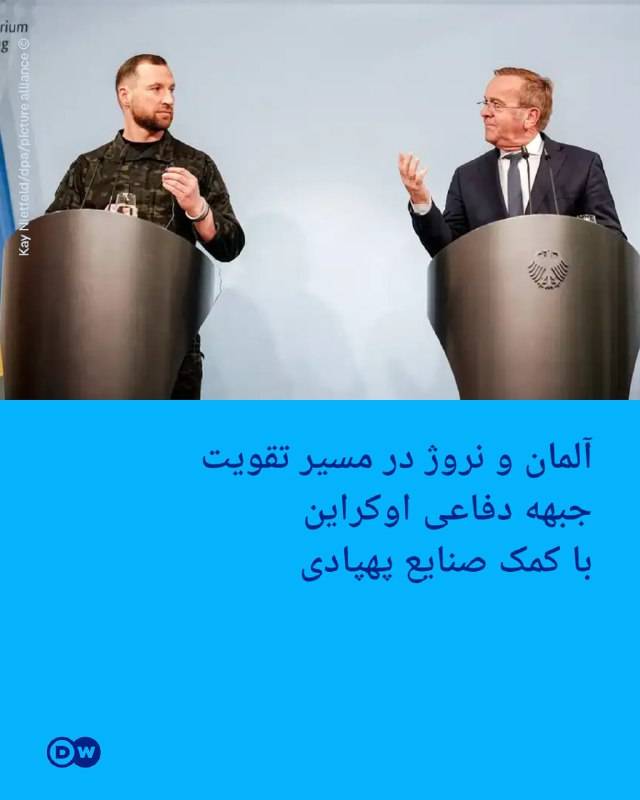 rium
g
© Kay Nietfeld/dpa/picture alliance
آلمان و نروژ در مسیر تقویت
جبهه دفاعی اوکراین
با کمک صنایع پهپادی
DW